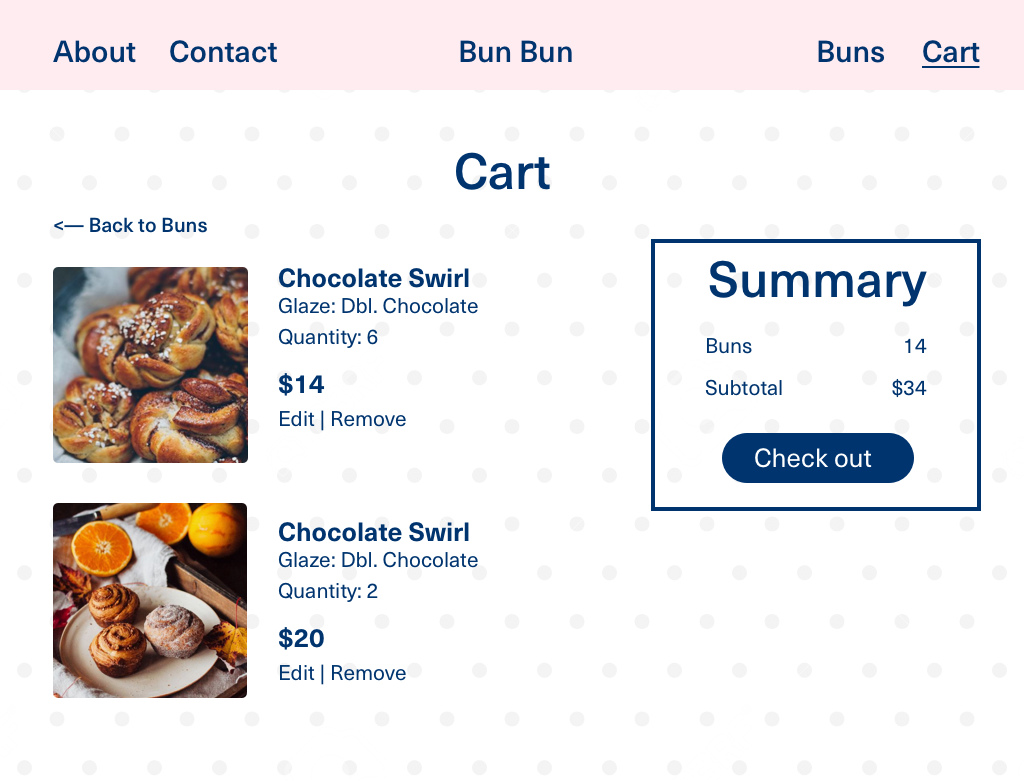 About Contact Bun Bun Buns Cart
Cart
<— Back to Buns
Chocolate Swirl
Glaze: Dbl. Chocolate
Quantity: 6
$14
Edit | Remove
Chocolate Swirl
Glaze: Dbl. Chocolate
Quantity: 2
$20
Edit | Remove
Summary
Buns 14
Subtotal $34
Check out